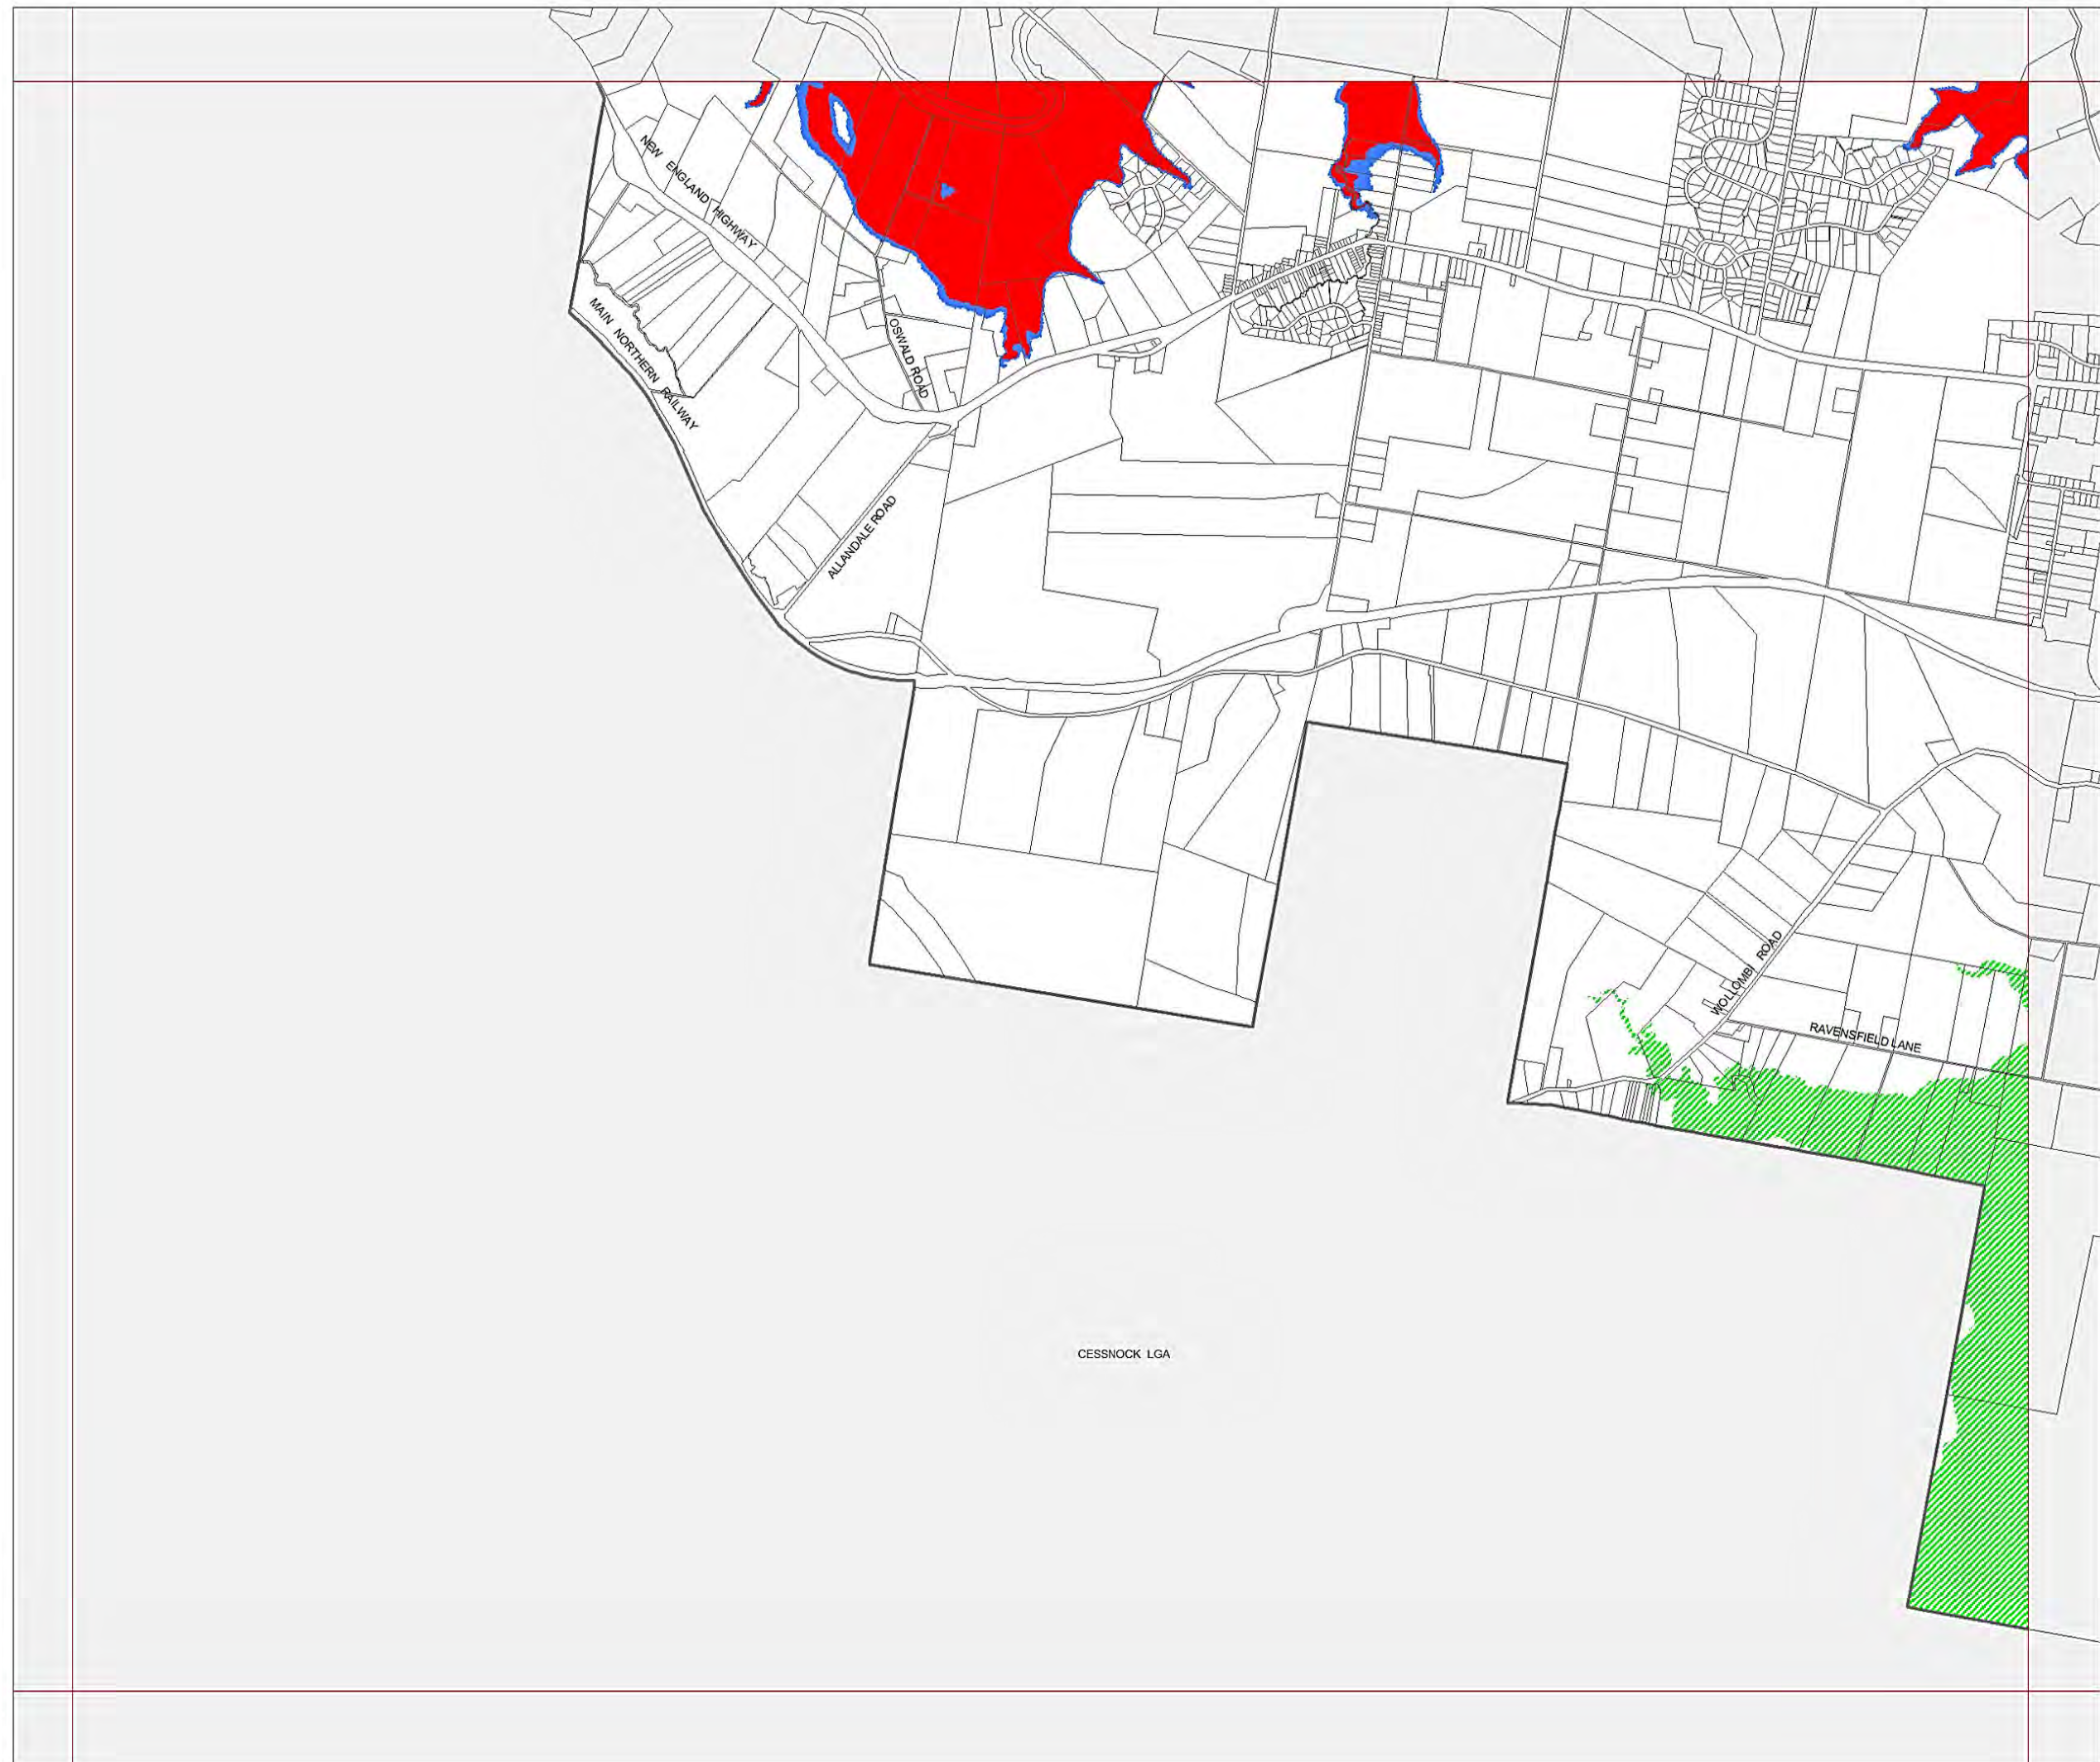 NEW ENGLAND HIGHWAY
MAIN NORTHERN RAILWAY
OSWALD ROAD
ALLANDALE ROAD
WOLLOMBI ROAD
RAVENSFIELD LANE
CESSNOCK LGA